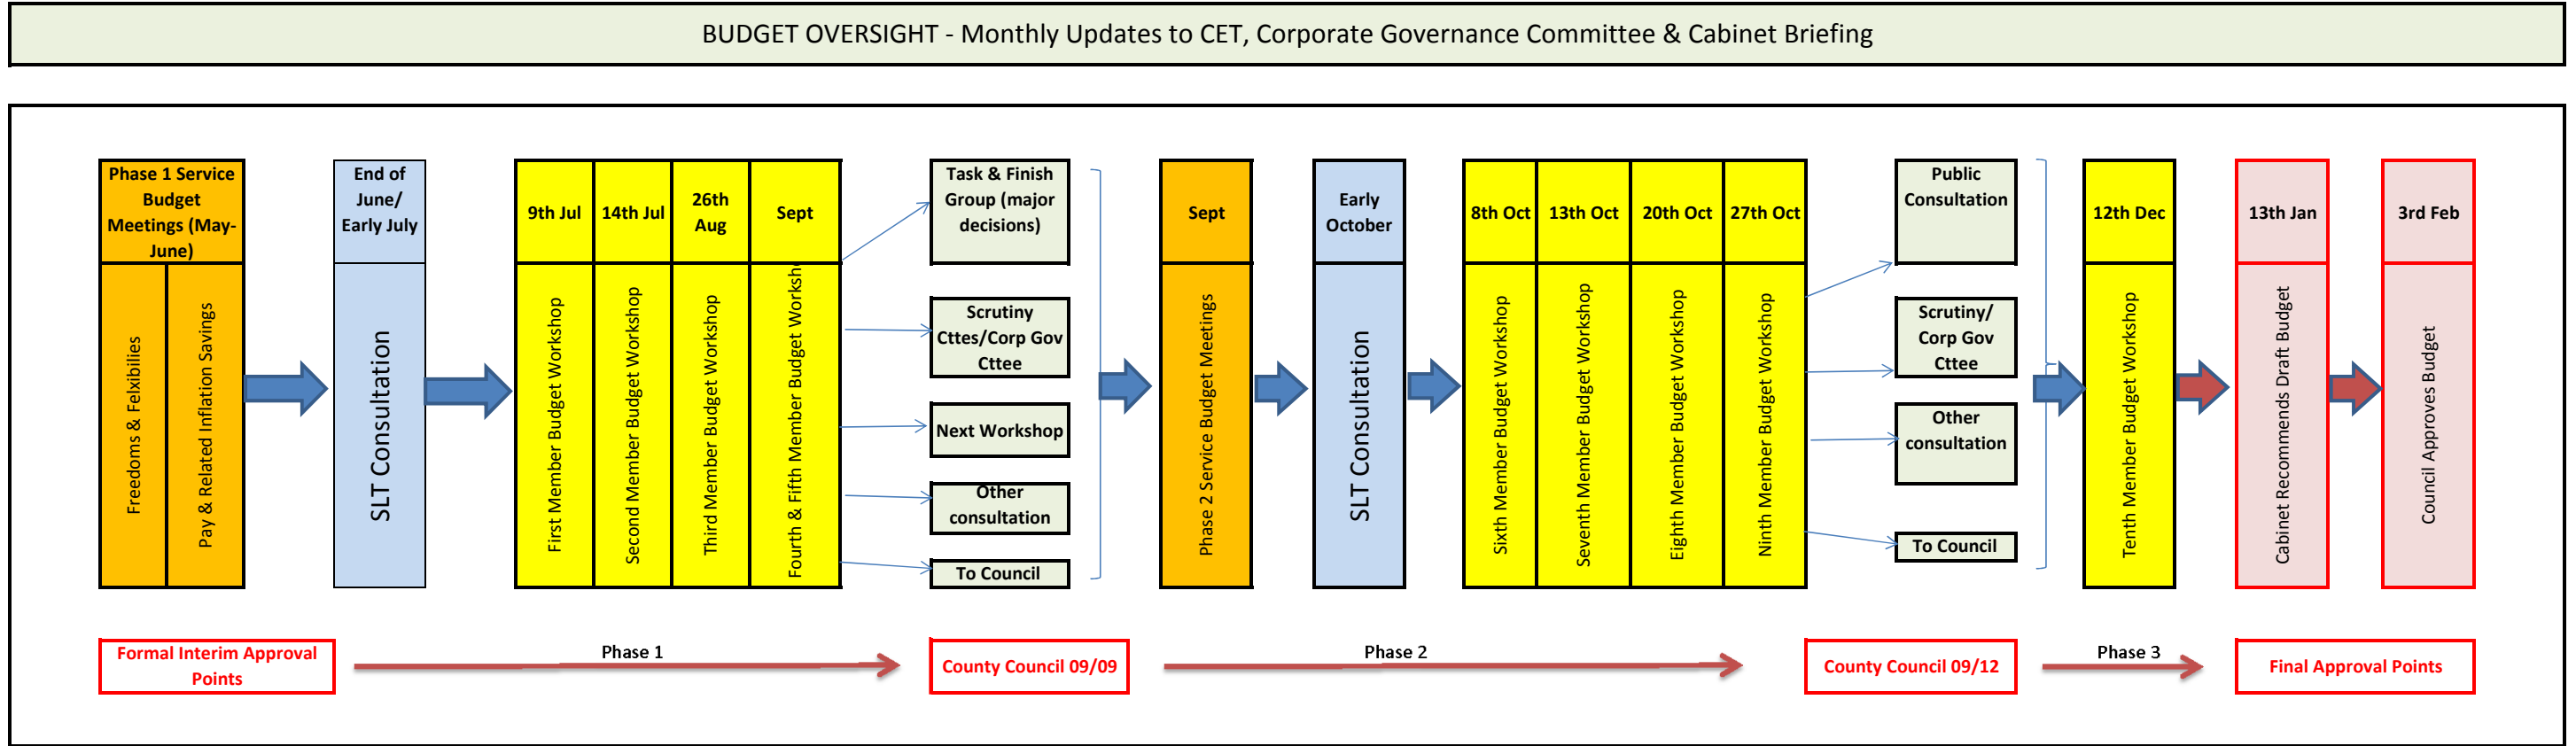 BUDGET OVERSIGHT - Monthly Updates to CET, Corporate Governance Committee & Cabinet Briefing
Phase 1 Service
Budget
Meetings (May-
June)
Freedoms & Felxibilies
Pay & Related Inflation Savings
End of
June/
Early July
SLT Consultation
9th Jul
14th Jul
26th
Aug
Sept
First Member Budget Workshop
Second Member Budget Workshop
Third Member Budget Workshop
Fourth & Fifth Member Budget Worksh
Task & Finish
Group (major
decisions)
Scrutiny
Cttes/Corp Gov
Cttee
Next Workshop
Other
consultation
To Council
Sept
Phase 2 Service Budget Meetings
Early
October
SLT Consultation
8th Oct
13th Oct
20th Oct
27th Oct
Sixth Member Budget Workshop
Seventh Member Budget Workshop
Eighth Member Budget Workshop
Ninth Member Budget Workshop
Public
Consultation
Scrutiny/
Corp Gov
Cttee
Other
consultation
To Council
12th Dec
Tenth Member Budget Workshop
13th Jan
Cabinet Recommends Draft Budget
3rd Feb
Council Approves Budget
Formal Interim Approval
Points
Phase 1
County Council 09/09
Phase 2
County Council 09/12
Phase 3
Final Approval Points